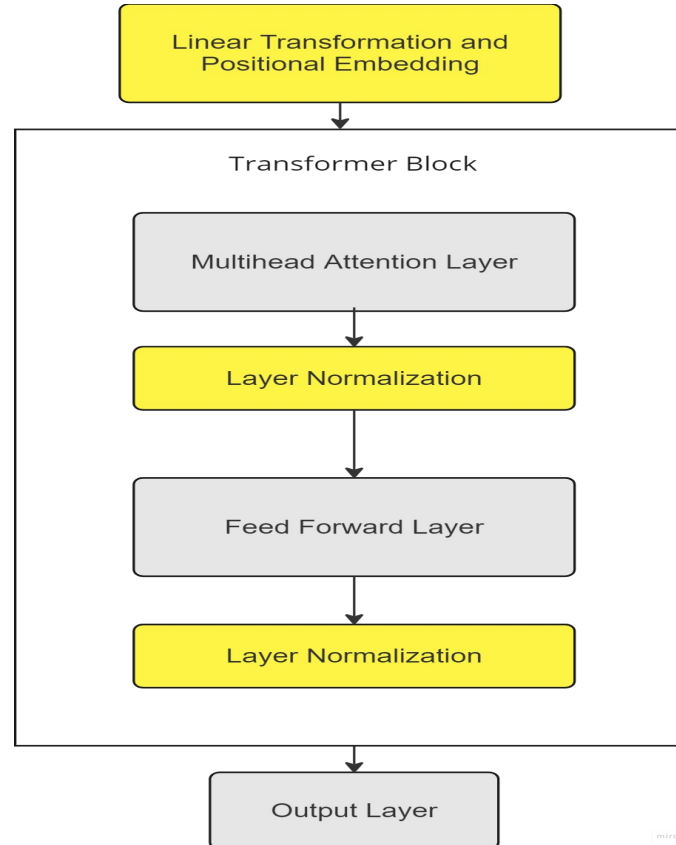 Linear Transformation and
Positional Embedding
Transformer Block
Multihead Attention Layer
Layer Normalization
Feed Forward Layer
Layer Normalization
Output Layer
miro